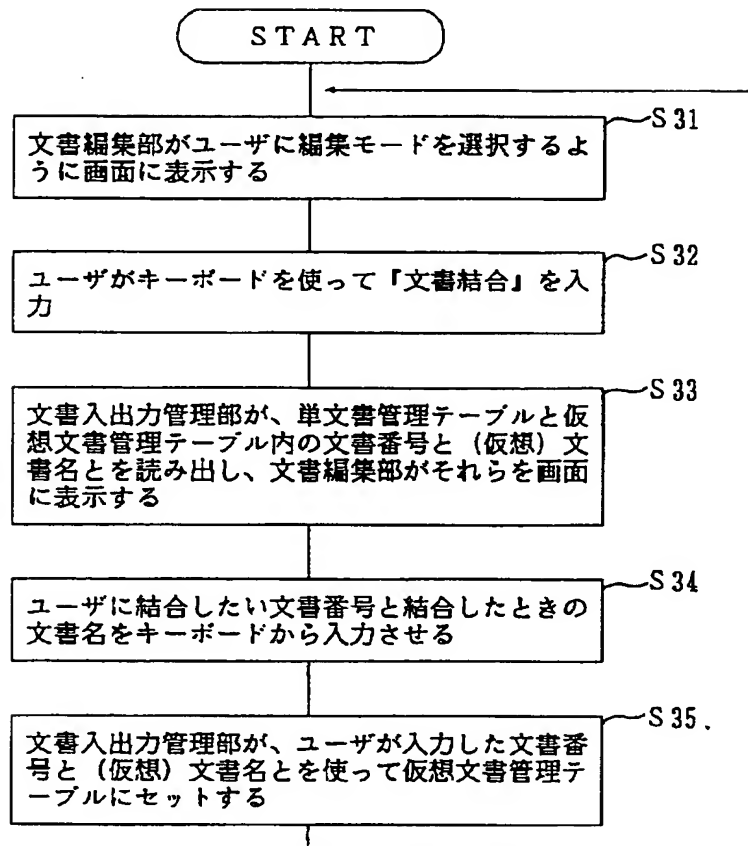 START
S31
文書編集部がユーザに編集モードを選択するよ
うに画面に表示する
S32
ユーザがキーボードを使って『文書結合』を入
力
S33
文書入出力管理部が、単文書管理テーブルと仮
想文書管理テーブル内の文書番号と（仮想）文
書名とを読み出し、文書編集部がそれらを画面
に表示する
S34
ユーザに結合したい文書番号と結合したときの
文書名をキーボードから入力させる
S35
文書入出力管理部が、ユーザが入力した文書番
号と（仮想）文書名とを使って仮想文書管理テ
ーブルにセットする